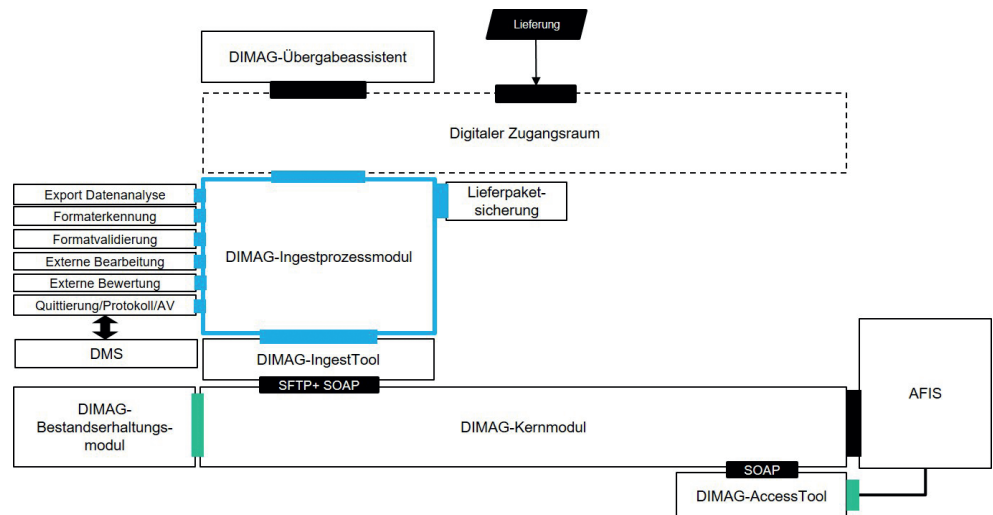 Lieferung
DIMAG-Übergabeassistent
Digitaler Zugangsraum
Export Datenanalyse
Formaterkennung
Formatvalidierung
Externe Bearbeitung
Externe Bewertung
Quittierung/Protokoll/AV
DMS
Lieferpaket-
sicherung
DIMAG-Ingestprozessmodul
DIMAG-IngestTool
SFTP+ SOAP
DIMAG-
Bestandserhaltungs-
modul
DIMAG-Kernmodul
AFIS
SOAP
DIMAG-AccessTool